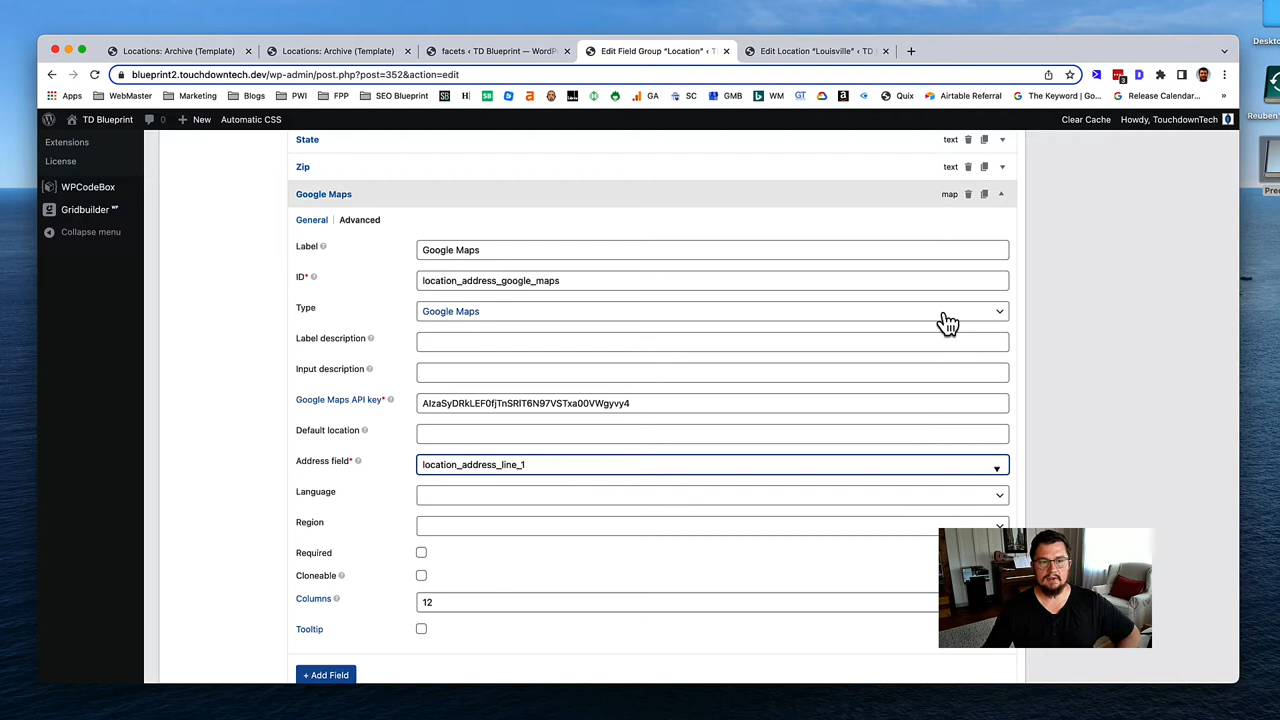 Locations: Archive (Template)
Locations: Archive (Template)
facets < TD Blueprint — WordPr
Edit Field Group "Location" < T
Edit Location "Louisville" < TD
Desktop
blueprint2.touchdowntech.dev/wp-admin/post.php?post=352&action=edit
Apps WebMaster Marketing Blogs PWI FPP SEO Blueprint GA SC GMB WM Quix Airtable Referral The Keyword | Go... Release Calendar... »
TD Blueprint 0 New Automatic CSS Clear Cache Howdy, TouchdownTech
Reuben'
Extensions
License
WPCodeBox
Gridbuilder WP
Collapse menu
State text
Zip text
Google Maps map
General | Advanced
Label Google Maps
ID* location_address_google_maps
Type Google Maps
Label description
Input description
Google Maps API key* AIzaSyDRkLEF0fjTnSRIT6N97VSTxa00VWgyvy4
Default location
Address field* location_address_line_1
Language
Region
Required
Cloneable
Columns 12
Tooltip
+ Add Field